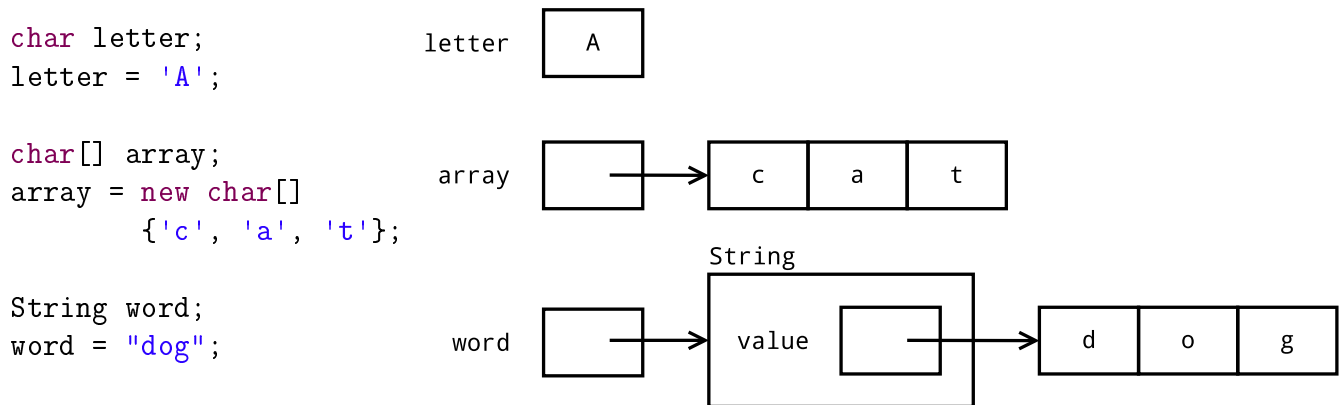 char letter;
letter = 'A';
letter A
char[] array;
array = new char[]
{'c', 'a', 't'};
array c a t
String word;
word = "dog";
String
word value d o g